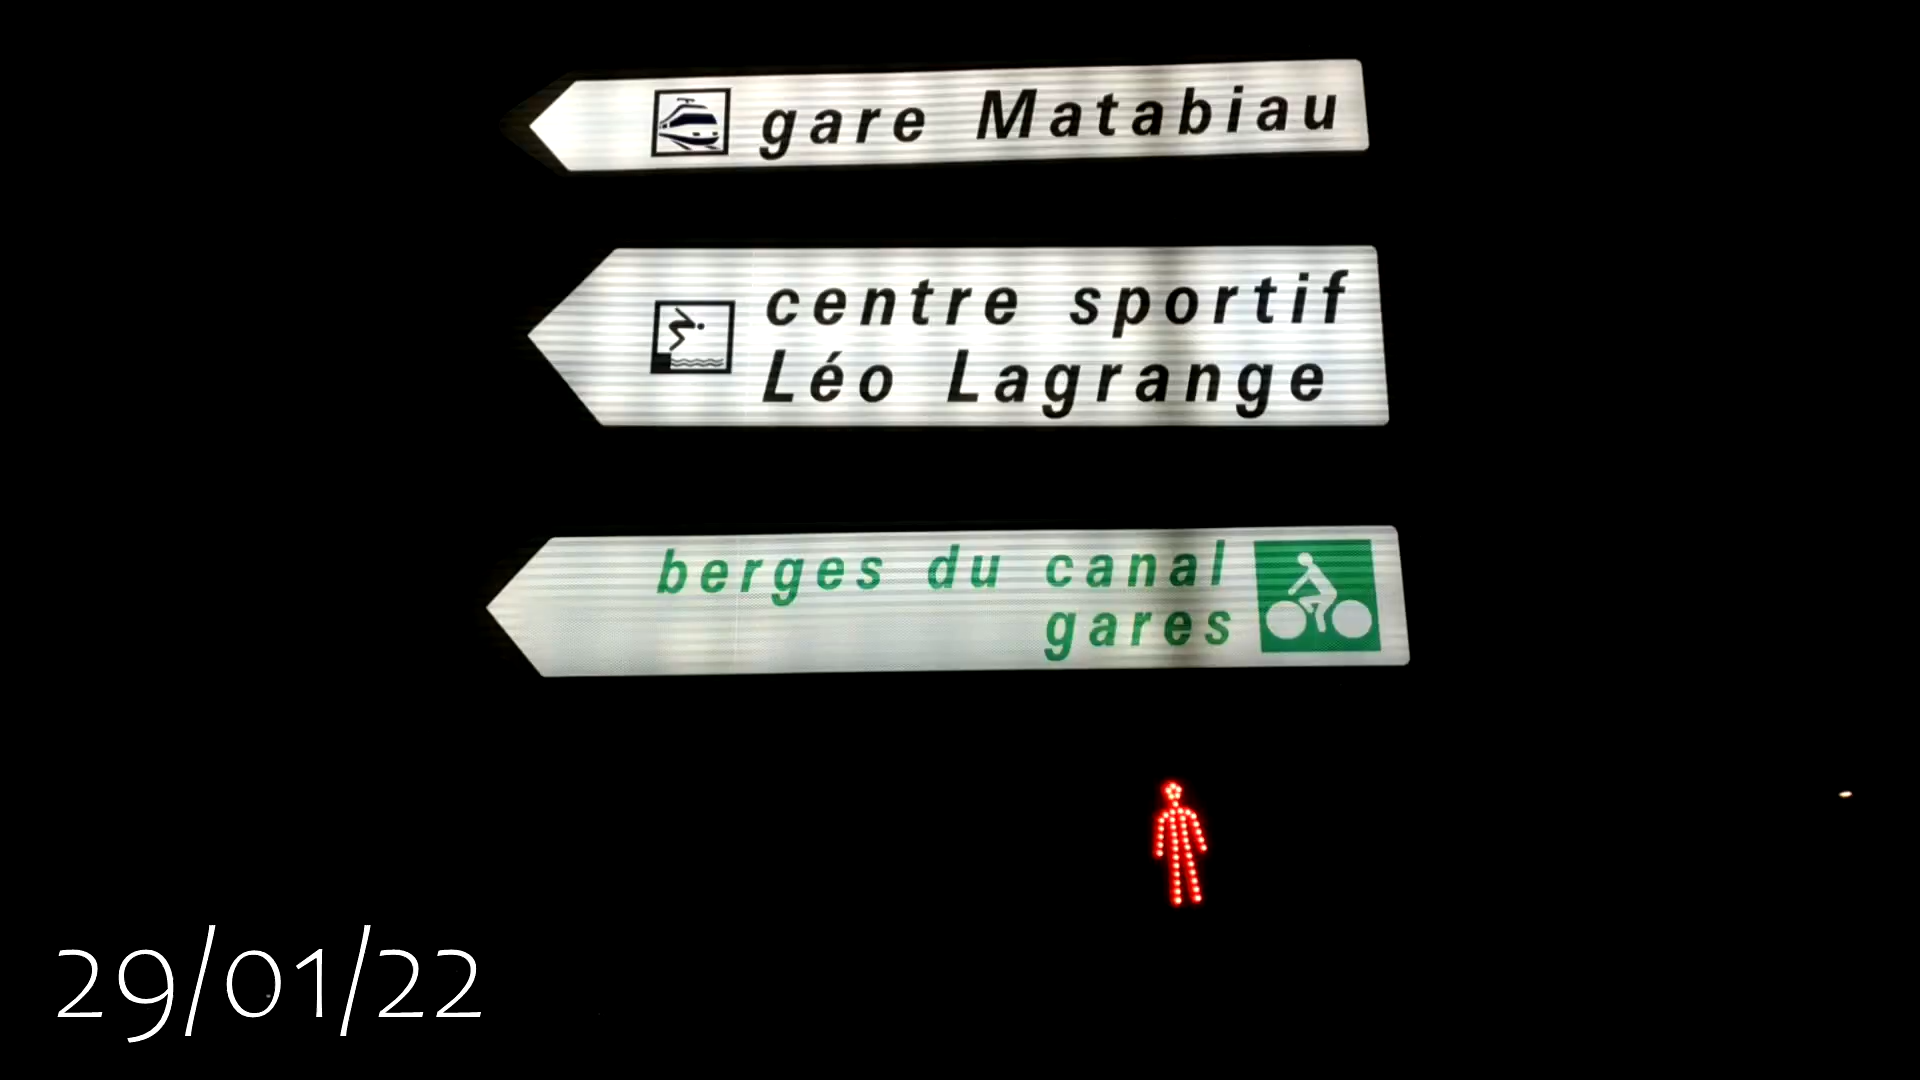 gare Matabiau
centre sportif
Léo Lagrange
berges du canal
gares
29/01/22